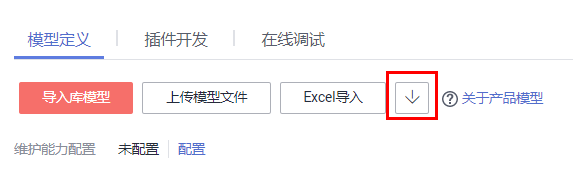 模型定义 | 插件开发 | 在线调试
导入库模型 上传模型文件 Excel导入 关于产品模型
维护能力配置 未配置 | 配置